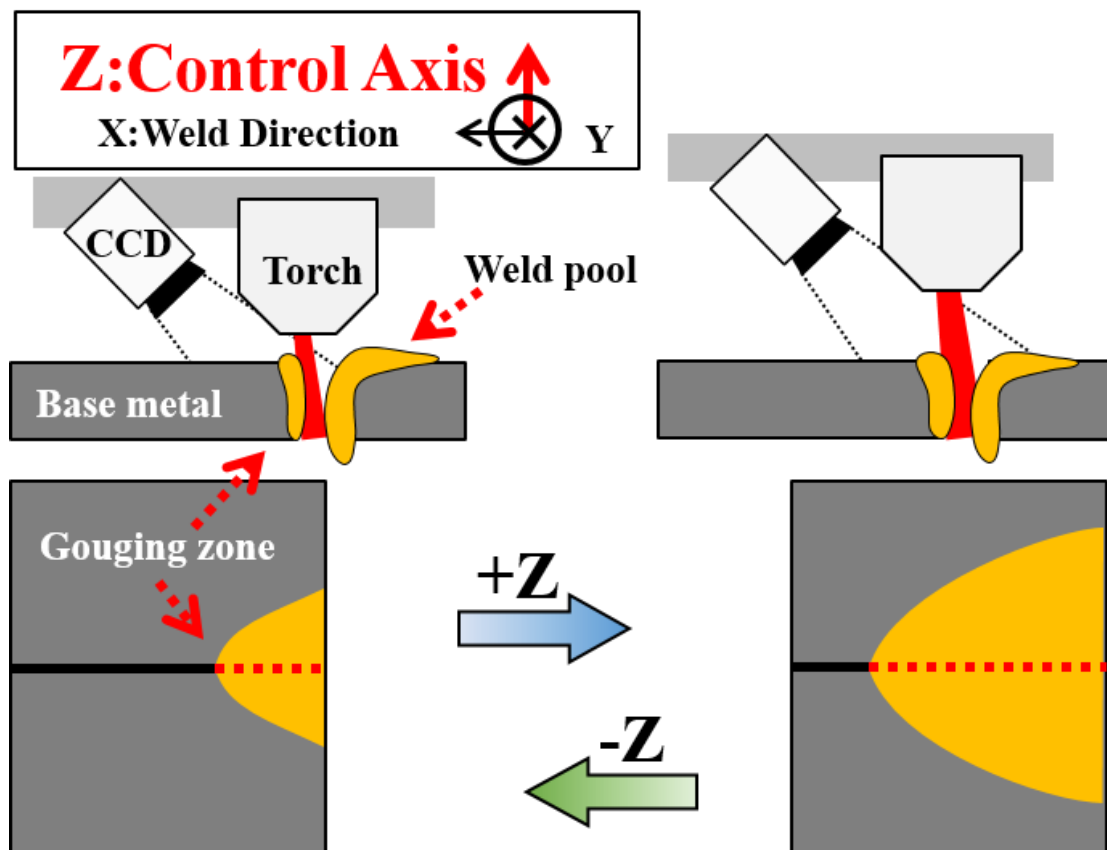 Z:Control Axis
X:Weld Direction
Y
CCD
Torch
Weld pool
Base metal
Gouging zone
+Z
-Z